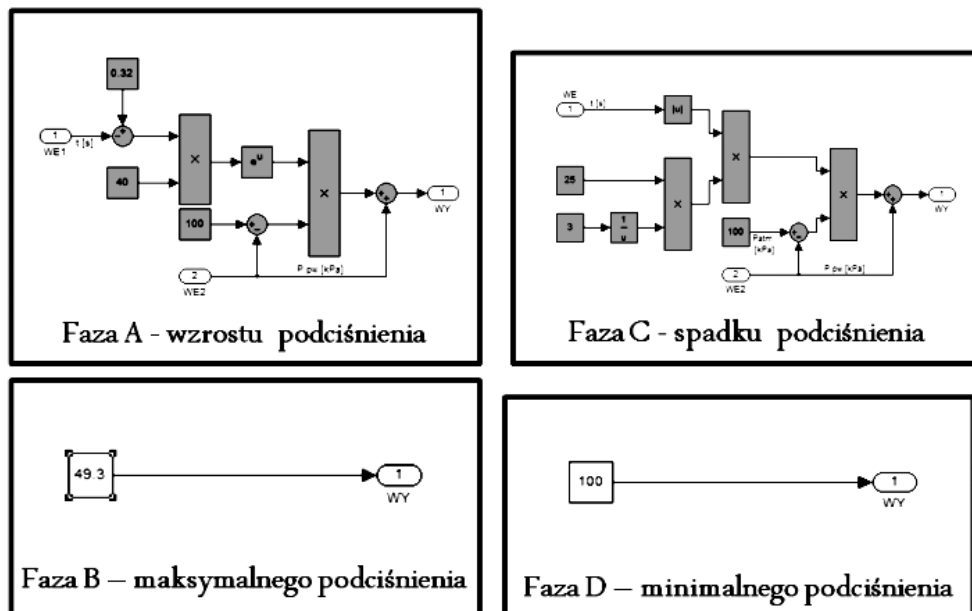 0.32
1
WE1
t [s]
40
×
e^u
100
×
2
WE2
P pw [kPa]
1
WY
Faza A - wzrostu podciśnienia
WE
1
t [s]
|u|
×
25
3
1
u
×
100
Patm
[kPa]
×
2
WE2
P pw [kPa]
1
WY
Faza C - spadku podciśnienia
49.3
1
WY
Faza B – maksymalnego podciśnienia
100
1
WY
Faza D – minimalnego podciśnienia